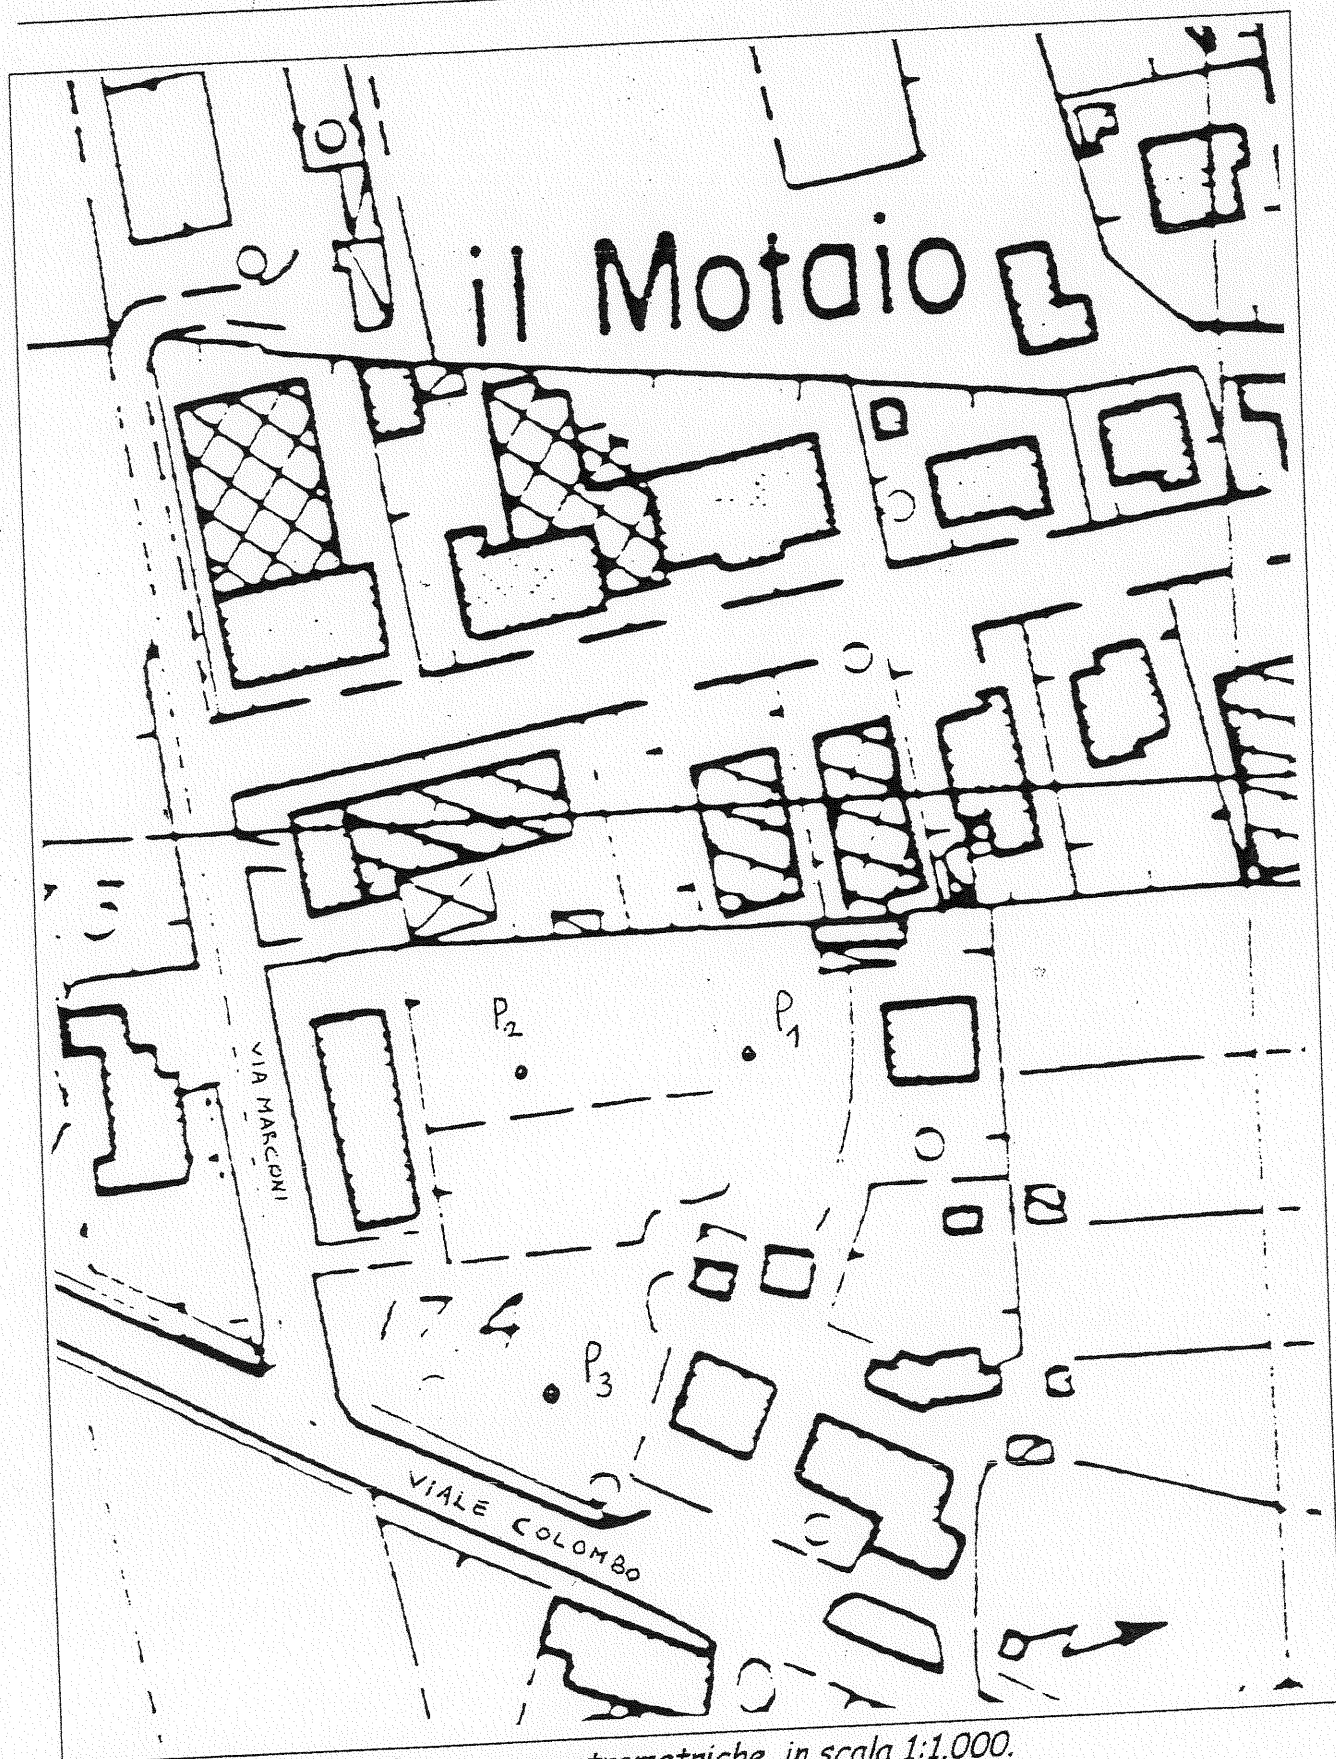 il Motaio
P2
P1
VIA MARCONI
P3
VIALE COLOMBO
in scala 1:1.000.